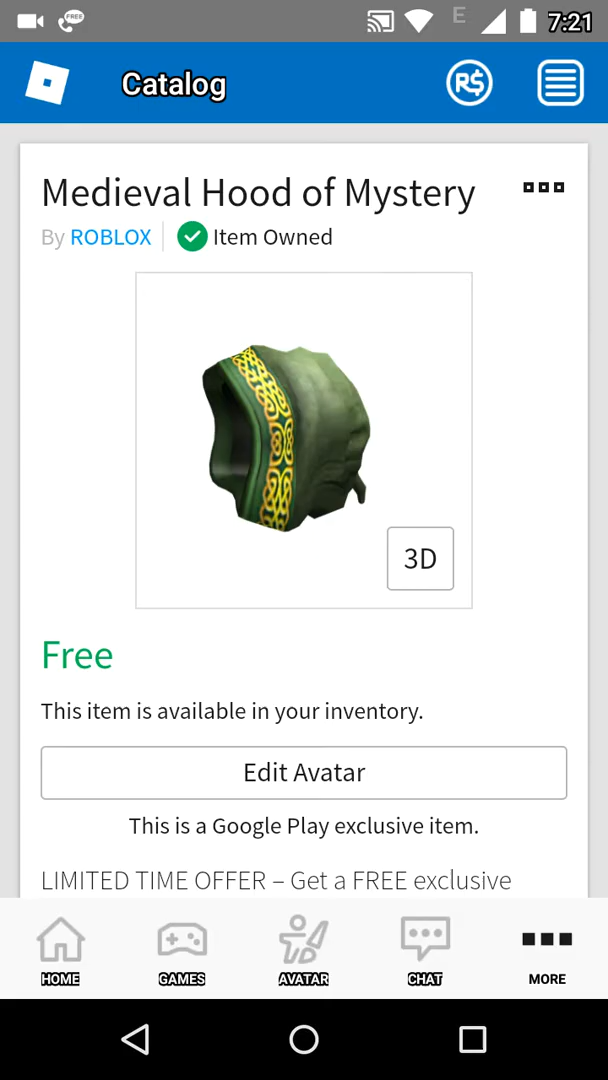 FREE E 7:21
Catalog R$
Medieval Hood of Mystery
By ROBLOX Item Owned
3D
Free
This item is available in your inventory.
Edit Avatar
This is a Google Play exclusive item.
LIMITED TIME OFFER – Get a FREE exclusive
HOME GAMES AVATAR CHAT MORE